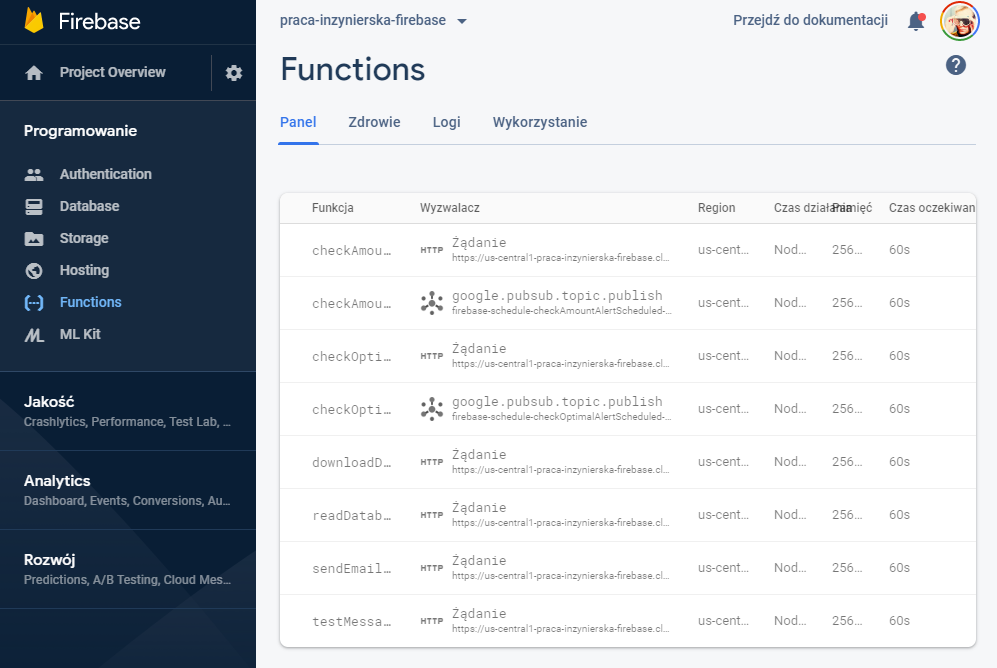 Firebase
praca-inzynierska-firebase
Przejdź do dokumentacji
Project Overview
Functions
Programowanie
Panel Zdrowie Logi Wykorzystanie
Authentication
Database
Storage
Hosting
Functions
ML Kit
Jakość
Crashlytics, Performance, Test Lab, ...
Analytics
Dashboard, Events, Conversions, Au...
Rozwój
Predictions, A/B Testing, Cloud Mes...
Funkcja Wyzwalacz Region Czas działania Pamięć Czas oczekiwan
checkAmou... HTTP Żądanie us-cent... Nod... 256... 60s
https://us-central1-praca-inzynierska-firebase.cl...
checkAmou... google.pubsub.topic.publish us-cent... Nod... 256... 60s
firebase-schedule-checkAmountAlertScheduled-...
checkOpti... HTTP Żądanie us-cent... Nod... 256... 60s
https://us-central1-praca-inzynierska-firebase.cl...
checkOpti... google.pubsub.topic.publish us-cent... Nod... 256... 60s
firebase-schedule-checkOptimalAlertScheduled-...
downloadD... HTTP Żądanie us-cent... Nod... 256... 60s
https://us-central1-praca-inzynierska-firebase.cl...
readDatab... HTTP Żądanie us-cent... Nod... 256... 60s
https://us-central1-praca-inzynierska-firebase.cl...
sendEmail... HTTP Żądanie us-cent... Nod... 256... 60s
https://us-central1-praca-inzynierska-firebase.cl...
testMessa... HTTP Żądanie us-cent... Nod... 256... 60s
https://us-central1-praca-inzynierska-firebase.cl...